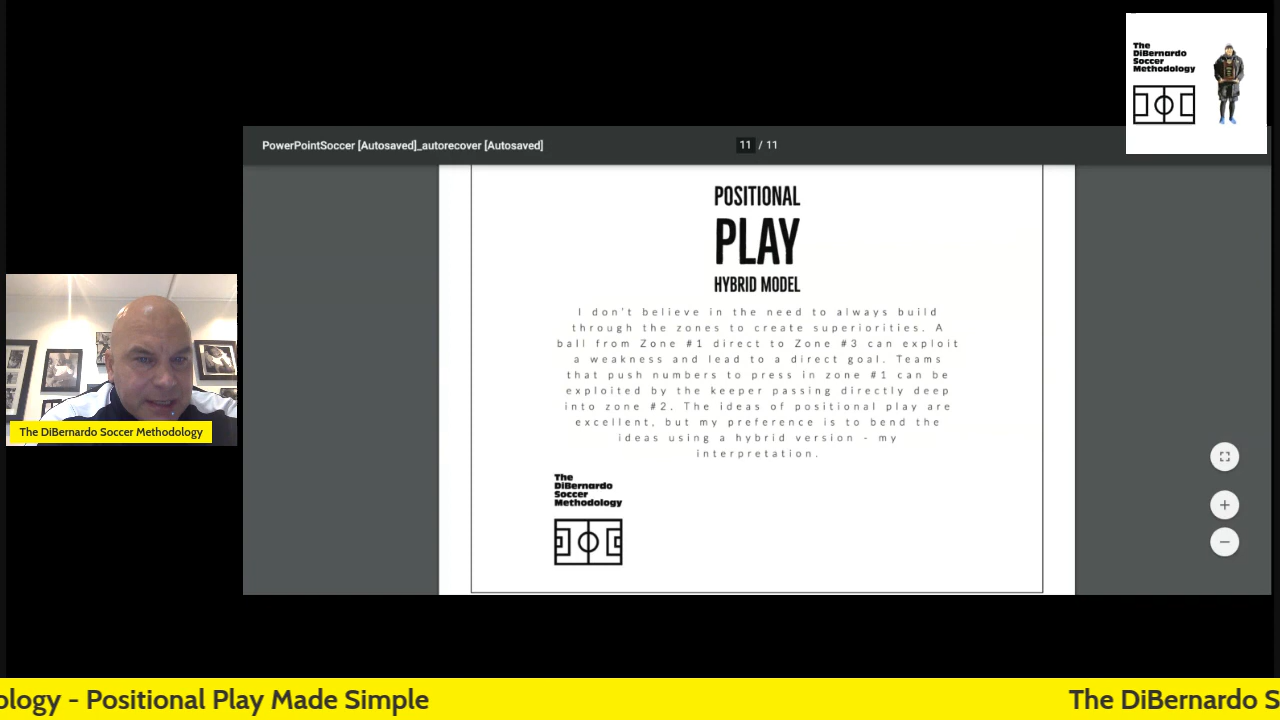 The
DiBernardo
Soccer
Methodology
PowerPointSoccer [Autosaved]_autorecover [Autosaved]
11 / 11
POSITIONAL
PLAY
HYBRID MODEL
I don't believe in the need to always build
through the zones to create superiorities. A
ball from Zone #1 direct to Zone #3 can exploit
a weakness and lead to a direct goal. Teams
that push numbers to press in zone #1 can be
exploited by the keeper passing directly deep
into zone #2. The ideas of positional play are
excellent, but my preference is to bend the
ideas using a hybrid version - my
interpretation.
The
DiBernardo
Soccer
Methodology
The DiBernardo Soccer Methodology
ology - Positional Play Made Simple
The DiBernardo S